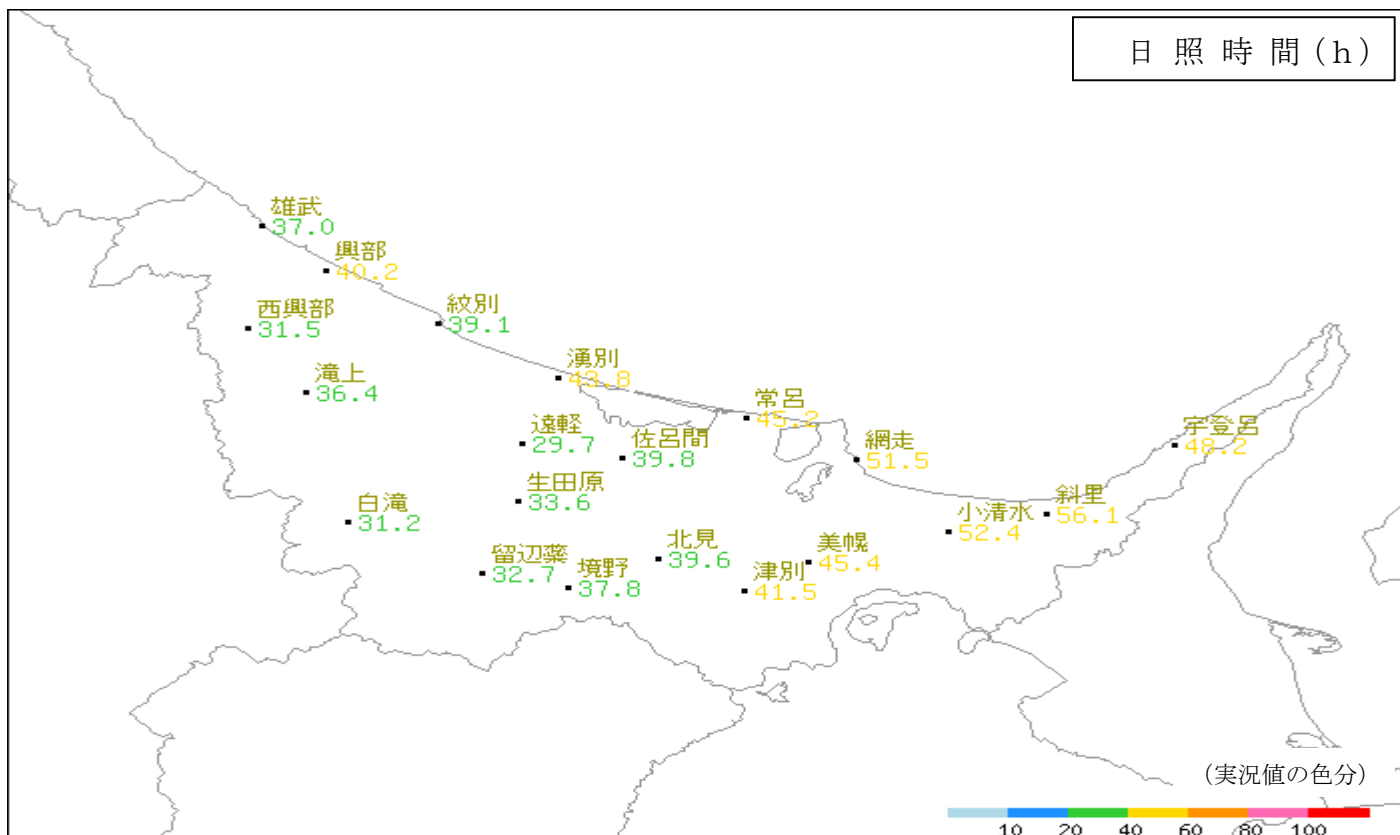 日照時間(h)
雄武
37.0
興部
40.2
西興部
31.5
紋別
39.1
湧別
43.8
滝上
36.4
常呂
45.2
遠軽
29.7
佐呂間
39.8
網走
51.5
宇登呂
48.2
生田原
33.6
白滝
31.2
斜里
56.1
小清水
52.4
留辺蘂
32.7
境野
37.8
北見
39.6
美幌
45.4
津別
41.5
(実況値の色分)
10 20 40 60 80 100